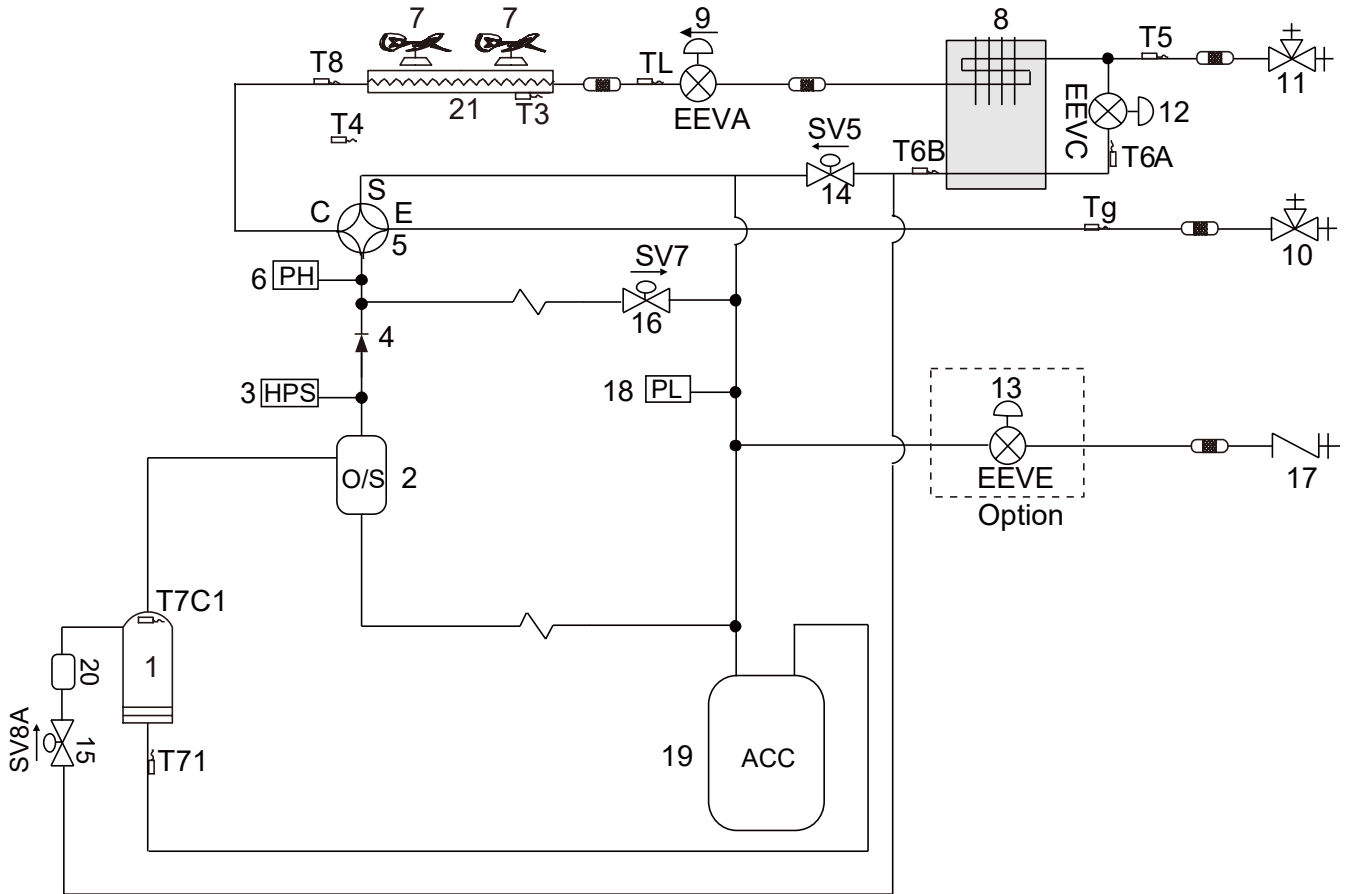 7
7
9
8
T8
TL
T5
11
21
T3
EEVA
EEVC
12
T4
SV5
T6B
T6A
14
S
C
E
5
Tg
10
6
PH
SV7
16
4
3
HPS
18
PL
13
EEVE
17
Option
O/S
2
T7C1
1
20
SV8A
15
T71
19
ACC